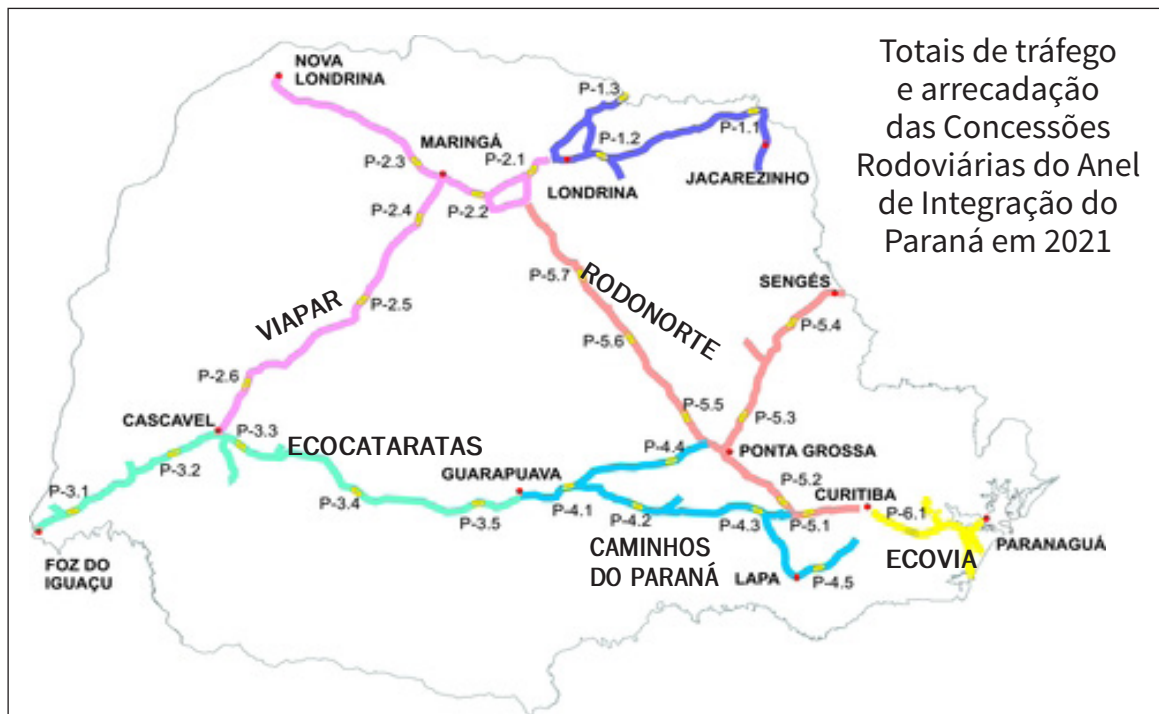 Totais de tráfego
e arrecadação
das Concessões
Rodoviárias do Anel
de Integração do
Paraná em 2021
NOVA
LONDRINA
P-1.3
P-1.1
P-1.2
MARINGÁ
P-2.3
P-2.1
LONDRINA
JACAREZINHO
P-2.4
P-2.2
P-5.7
RODONORTE
SENGÉS
VIAPAR
P-2.5
P-5.4
P-5.6
P-2.6
P-5.5
P-5.3
CASCAVEL
P-3.3
ECOCATARATAS
P-4.4
PONTA GROSSA
P-3.2
GUARAPUAVA
P-5.2
CURITIBA
P-3.1
P-3.4
P-3.5
P-4.1
P-4.2
P-4.3
P-5.1
P-6.1
PARANAGUÁ
FOZ DO
IGUAÇU
CAMINHOS
DO PARANÁ
LAPA
P-4.5
ECOVIA